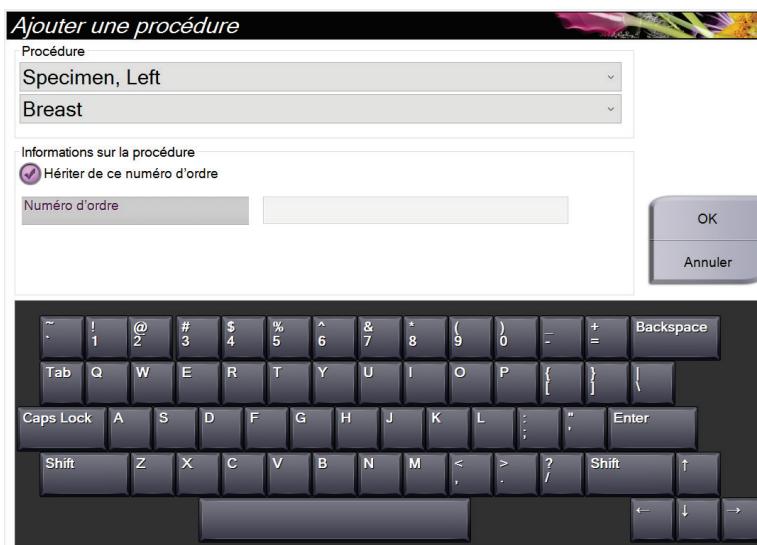 Ajouter une procédure
Procédure
Specimen, Left
Breast
Informations sur la procédure
Hériter de ce numéro d'ordre
Numéro d'ordre
OK
Annuler
~ ! @ # $ % ^ & * ( ) _ + Backspace
` 1 2 3 4 5 6 7 8 9 0 - =
Tab Q W E R T Y U I O P { } |
[ ] \
Caps Lock A S D F G H J K L : " Enter
; '
Shift Z X C V B N M < > ? Shift ↑
, . /
← ↓ →